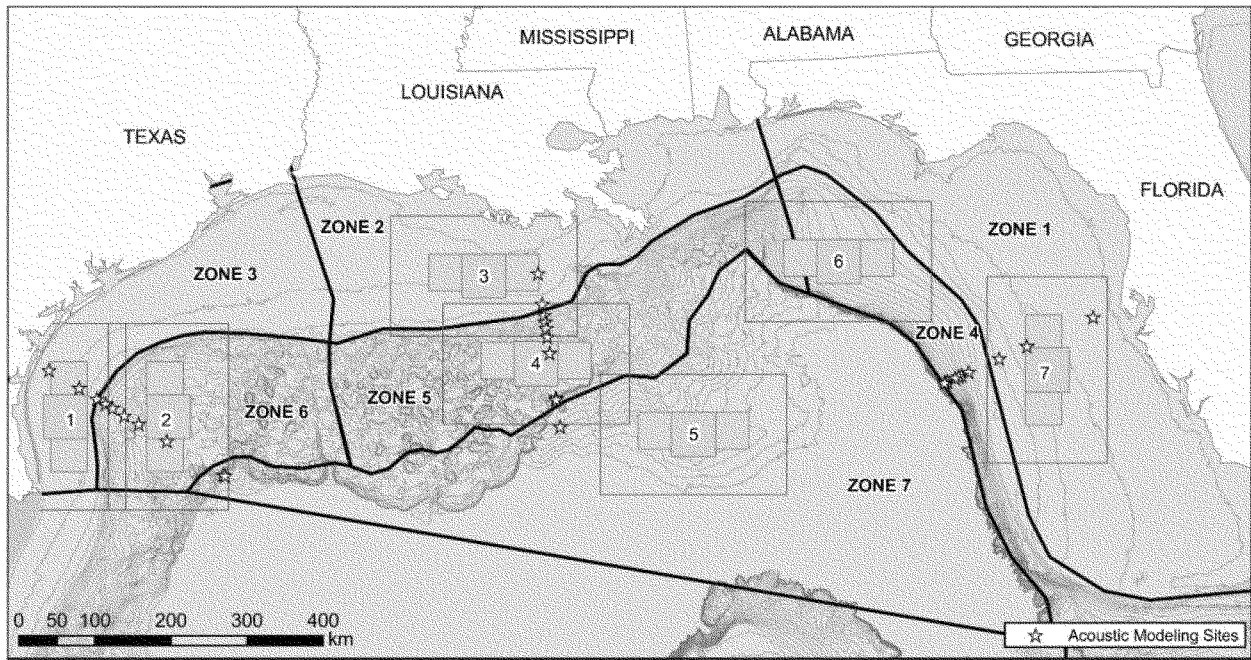 MISSISSIPPI
ALABAMA
GEORGIA
LOUISIANA
TEXAS
FLORIDA
ZONE 2
ZONE 1
ZONE 3
3
6
ZONE 4
4
7
ZONE 6
ZONE 5
1
2
5
ZONE 7
0 50 100 200 300 400
km
Acoustic Modeling Sites